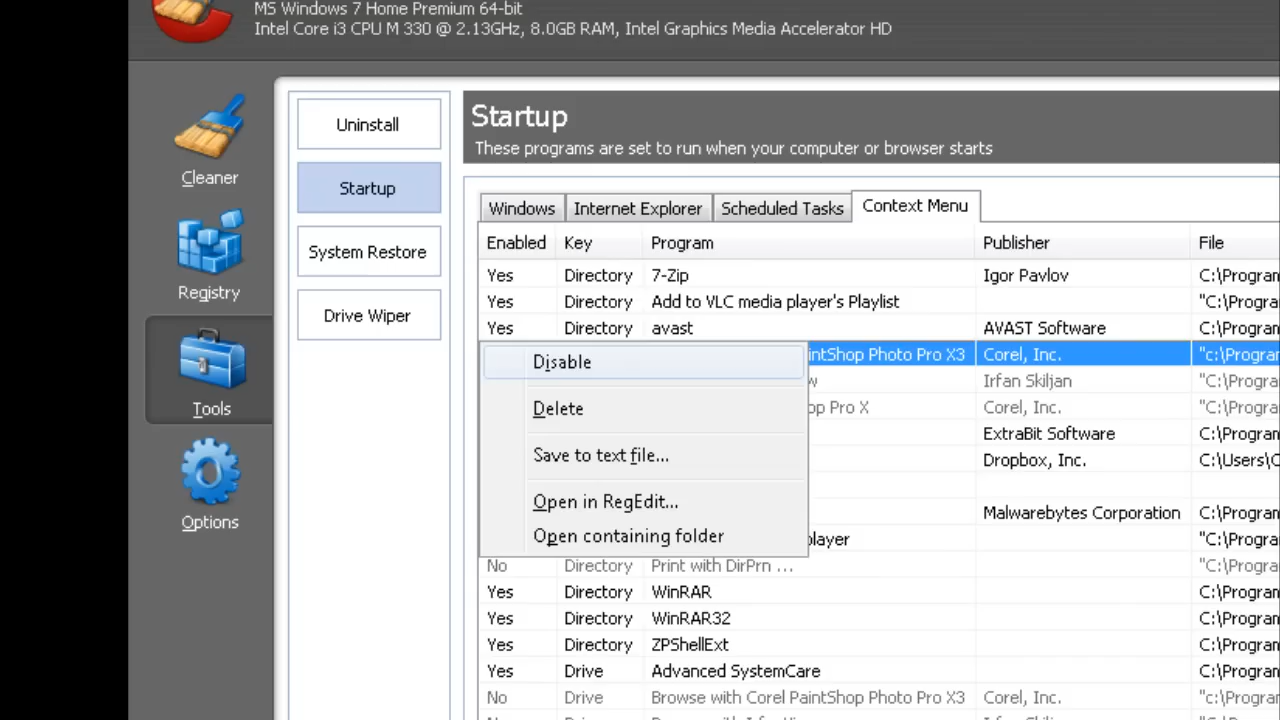 MS Windows 7 Home Premium 64-bit
Intel Core i3 CPU M 330 @ 2.13GHz, 8.0GB RAM, Intel Graphics Media Accelerator HD
Cleaner
Registry
Tools
Options
Uninstall
Startup
System Restore
Drive Wiper
Startup
These programs are set to run when your computer or browser starts
Windows Internet Explorer Scheduled Tasks Context Menu
Enabled Key Program Publisher File
Yes Directory 7-Zip Igor Pavlov C:\Program
Yes Directory Add to VLC media player's Playlist "C:\Progra
Yes Directory avast AVAST Software C:\Program
intShop Photo Pro X3 Corel, Inc. "c:\Program
Irfan Skiljan "C:\Progra
op Pro X Corel, Inc. "C:\Progra
ExtraBit Software C:\Program
Dropbox, Inc. C:\Users\C
Malwarebytes Corporation C:\Program
player "C:\Progra
Disable
Delete
Save to text file...
Open in RegEdit...
Open containing folder
No Directory Print with DirPrn ... "C:\Progra
Yes Directory WinRAR C:\Program
Yes Directory WinRAR32 C:\Program
Yes Directory ZPShellExt C:\Program
Yes Drive Advanced SystemCare C:\Program
No Drive Browse with Corel PaintShop Photo Pro X3 Corel, Inc. "c:\Progra